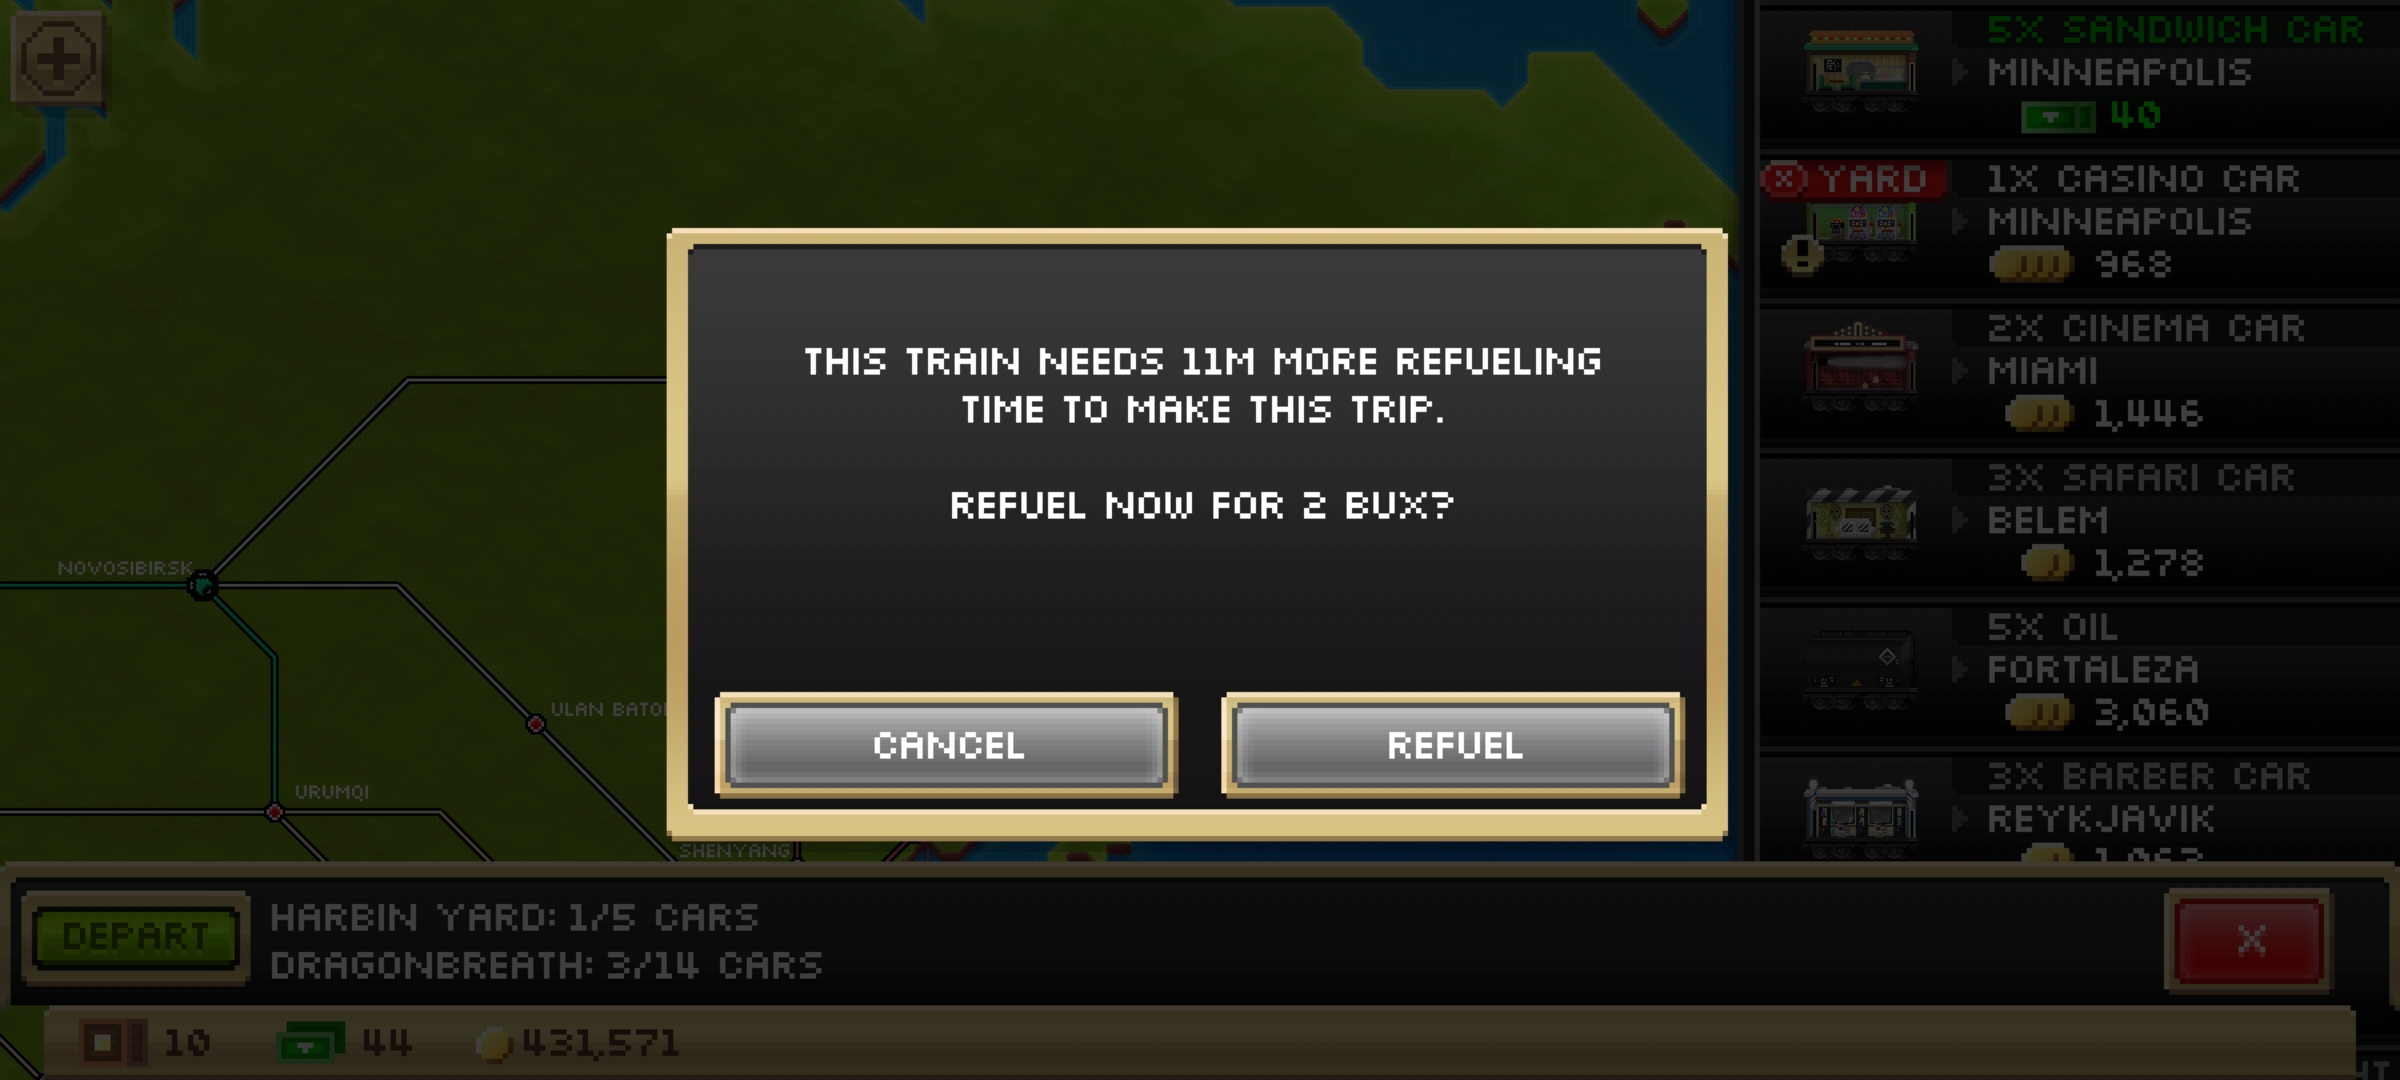 5X SANDWICH CAR
MINNEAPOLIS
40
YARD
1X CASINO CAR
MINNEAPOLIS
968
2X CINEMA CAR
MIAMI
1,446
3X SAFARI CAR
BELEM
1,278
5X OIL
FORTALEZA
3,060
3X BARBER CAR
REYKJAVIK
THIS TRAIN NEEDS 11M MORE REFUELING
TIME TO MAKE THIS TRIP.
REFUEL NOW FOR 2 BUX?
CANCEL
REFUEL
NOVOSIBIRSK
URUMQI
SHENYANG
DEPART
HARBIN YARD: 1/5 CARS
DRAGONBREATH: 3/14 CARS
X
10
44
431,571